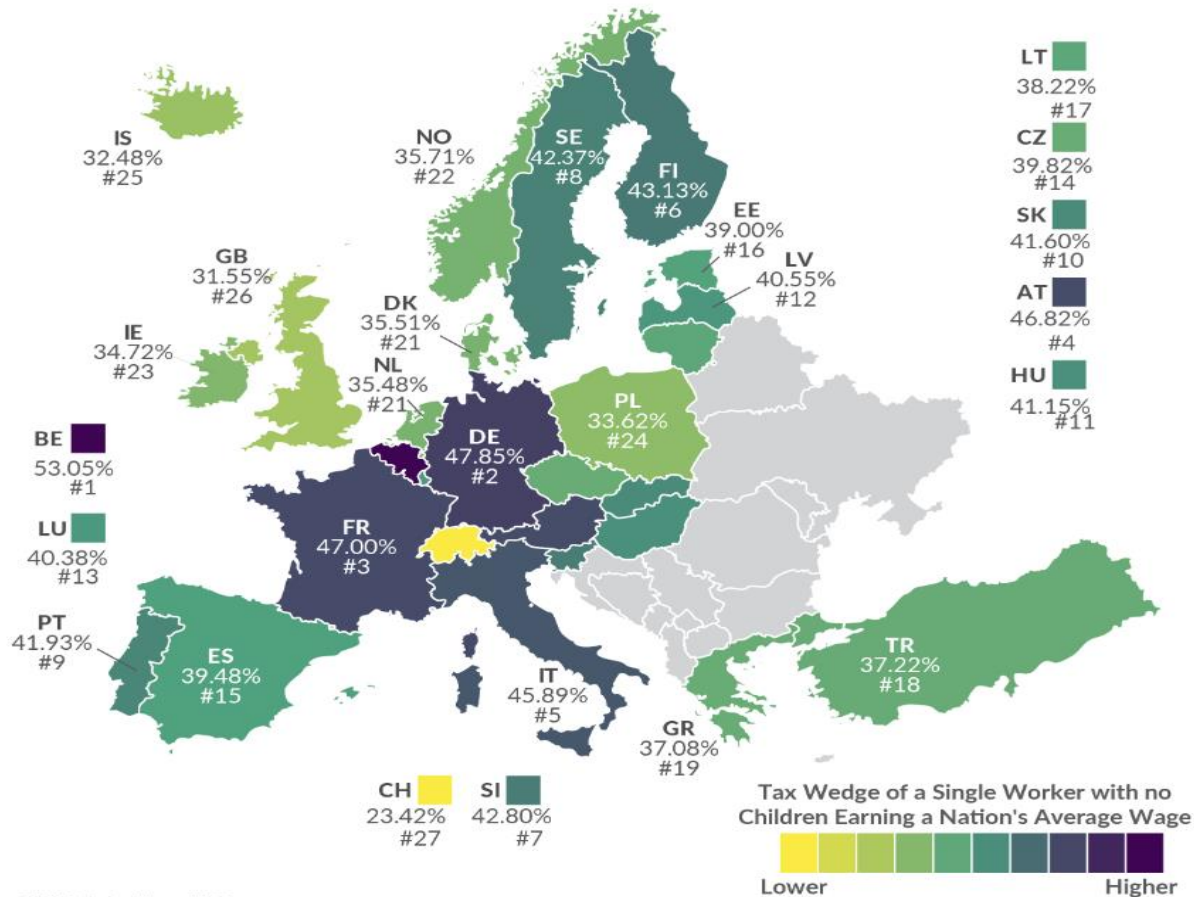 IS
32.48%
#25
NO
35.71%
#22
SE
42.37%
#8
FI
43.13%
#6
EE
39.00%
#16
LV
40.55%
#12
LT
38.22%
#17
CZ
39.82%
#14
SK
41.60%
#10
AT
46.82%
#4
HU
41.15%
#11
GB
31.55%
#26
IE
34.72%
#23
DK
35.51%
#21
NL
35.48%
#21
PL
33.62%
#24
DE
47.85%
#2
BE
53.05%
#1
LU
40.38%
#13
FR
47.00%
#3
PT
41.93%
#9
ES
39.48%
#15
IT
45.89%
#5
GR
37.08%
#19
TR
37.22%
#18
CH
23.42%
#27
SI
42.80%
#7
Tax Wedge of a Single Worker with no
Children Earning a Nation's Average Wage
Lower Higher